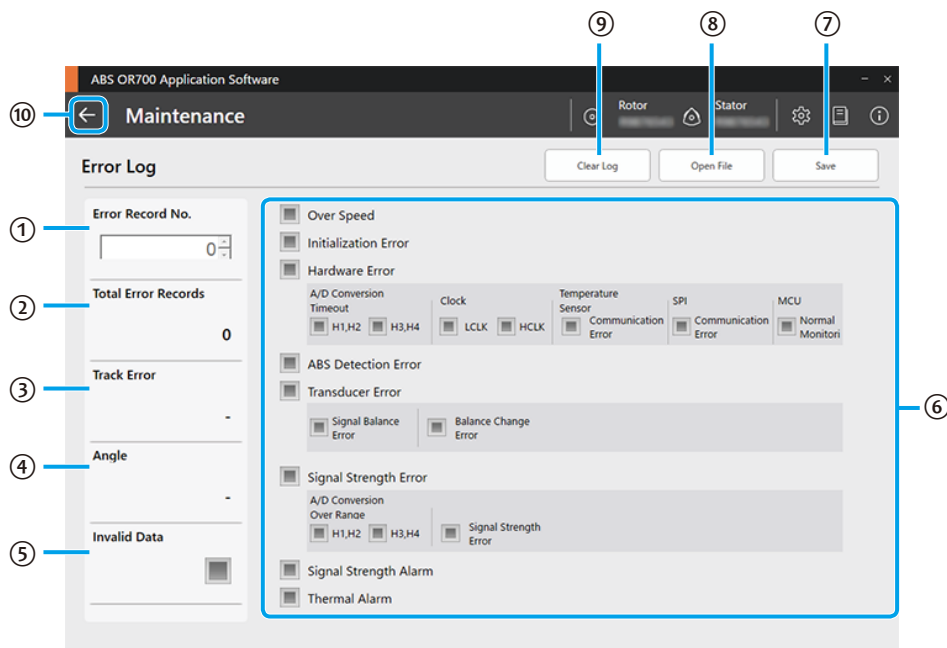 ⑨ ⑧ ⑦
ABS OR700 Application Software
⑩ Maintenance Rotor Stator
Error Log Clear Log Open File Save
① Error Record No.
0
② Total Error Records
0
③ Track Error
-
④ Angle
-
⑤ Invalid Data
⑥
Over Speed
Initialization Error
Hardware Error
A/D Conversion
Timeout
H1,H2 H3,H4
Clock
LCLK HCLK
Temperature
Sensor
Communication
Error
SPI
Communication
Error
MCU
Normal
Monitori
ABS Detection Error
Transducer Error
Signal Balance
Error
Balance Change
Error
Signal Strength Error
A/D Conversion
Over Range
H1,H2 H3,H4
Signal Strength
Error
Signal Strength Alarm
Thermal Alarm